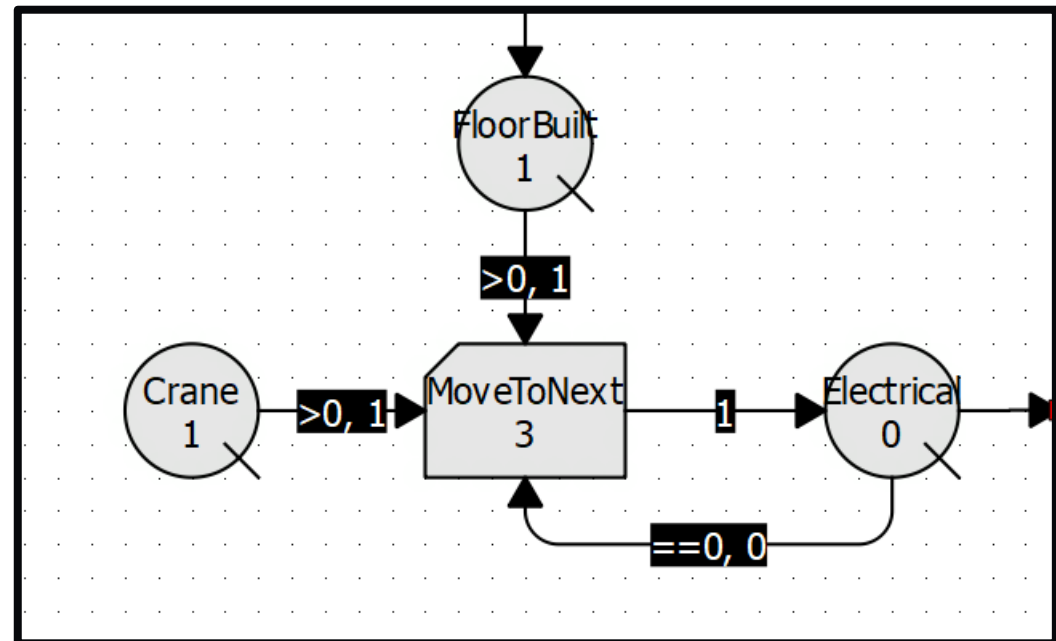 FloorBuilt
1
>0, 1
Crane
1
>0, 1
MoveToNext
3
1
Electrical
0
==0, 0